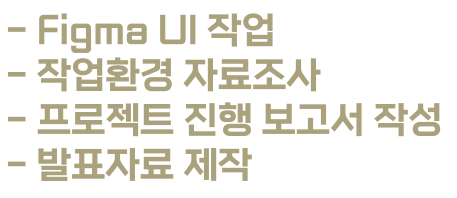 - Figma UI 작업
- 작업환경 자료조사
- 프로젝트 진행 보고서 작성
- 발표자료 제작